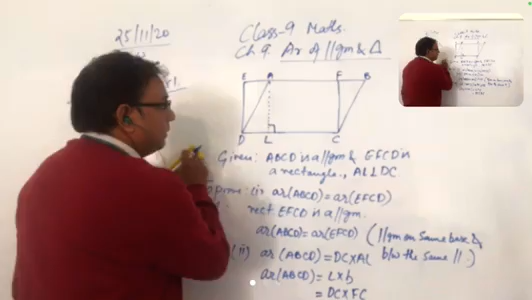 25/11/20
Class-9 Maths.
Ch 9. Ar of ||gm & Δ
E A F B
D L C
Given: ABCD is a ||gm & EFCD is
a rectangle., AL⊥DC
prove: (i) ar(ABCD) = ar(EFCD)
rect EFCD is a ||gm.
ar(ABCD) = ar(EFCD) (||gm on same base &
(ii) ar(ABCD) = DC×AL b/w the same ||.)
ar(ABCD) = L×b
= DC×FC